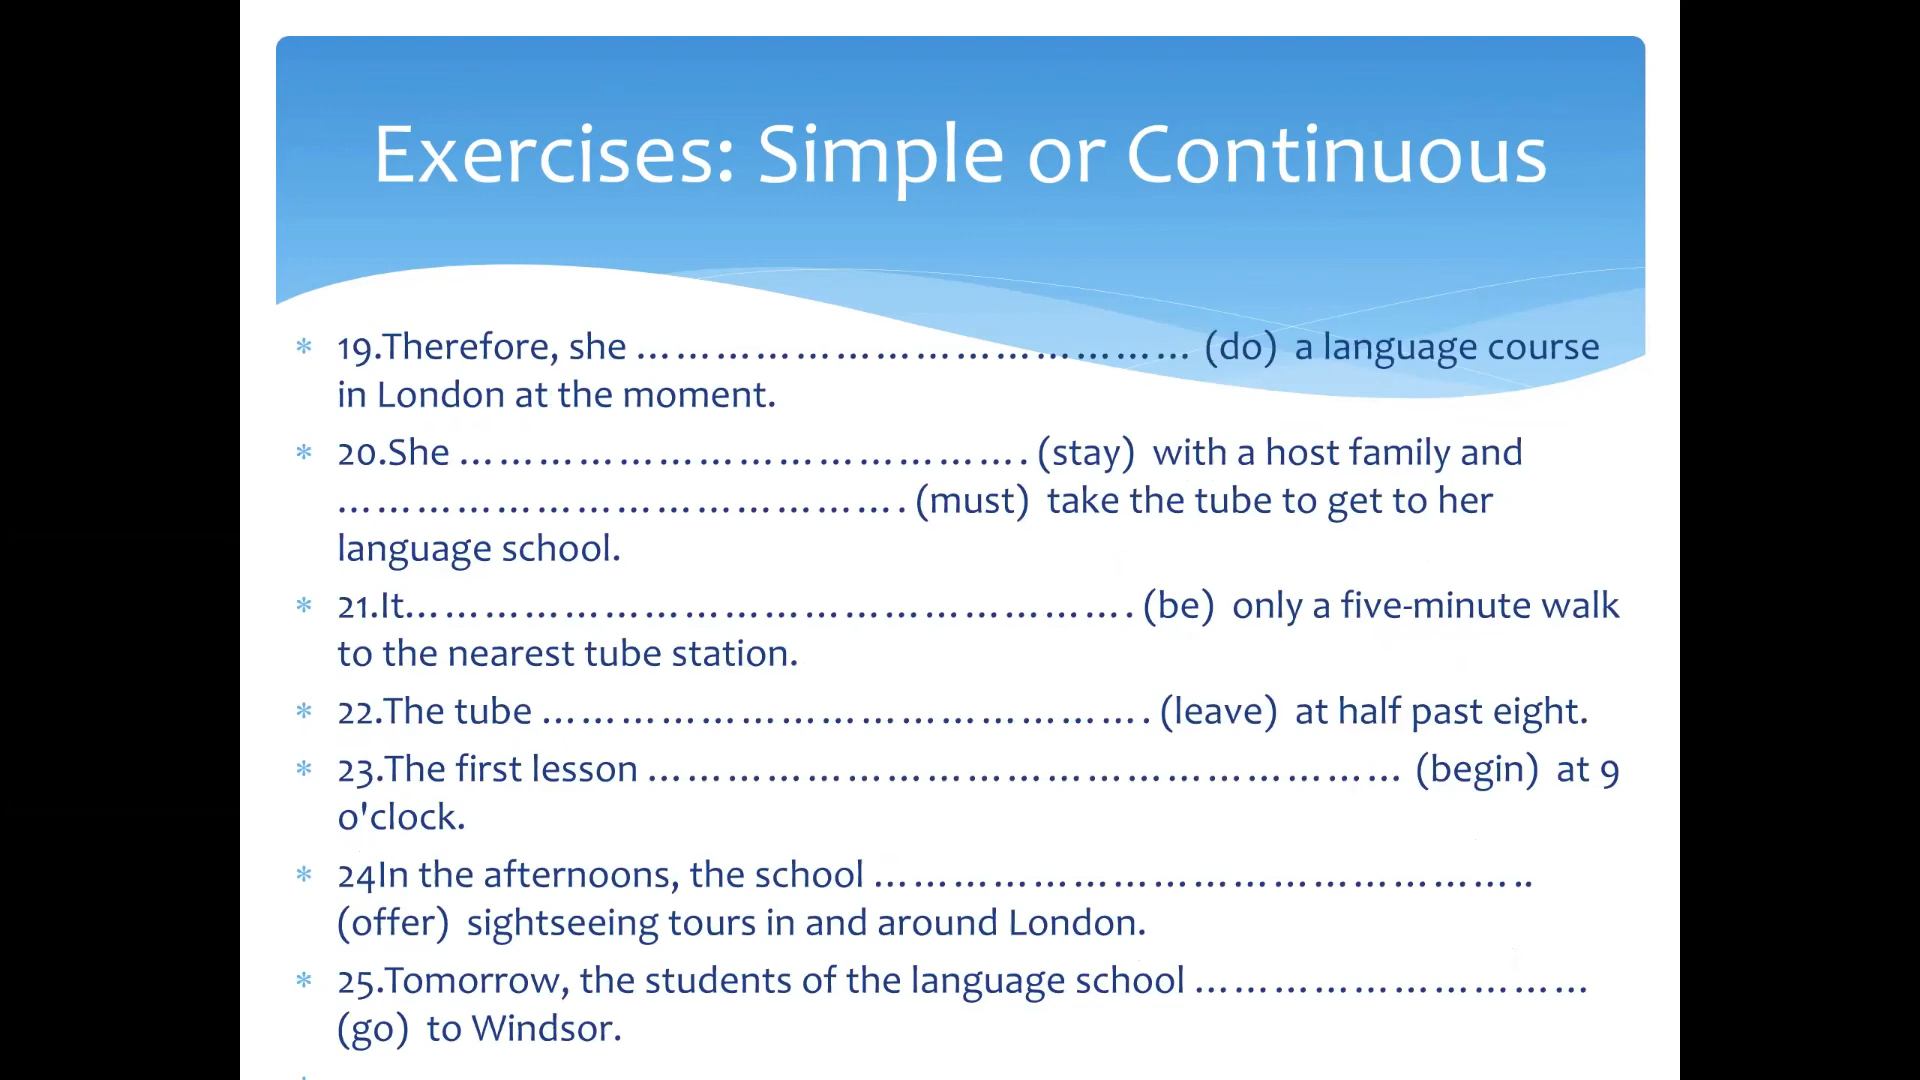 Exercises: Simple or Continuous
* 19.Therefore, she ……………………………………… (do) a language course
in London at the moment.
* 20.She ………………………………………. (stay) with a host family and
………………………………………. (must) take the tube to get to her
language school.
* 21.It…………………………………………………. (be) only a five-minute walk
to the nearest tube station.
* 22.The tube …………………………………………. (leave) at half past eight.
* 23.The first lesson ………………………………………………… (begin) at 9
o'clock.
* 24In the afternoons, the school ……………………………………………..
(offer) sightseeing tours in and around London.
* 25.Tomorrow, the students of the language school …………………………
(go) to Windsor.